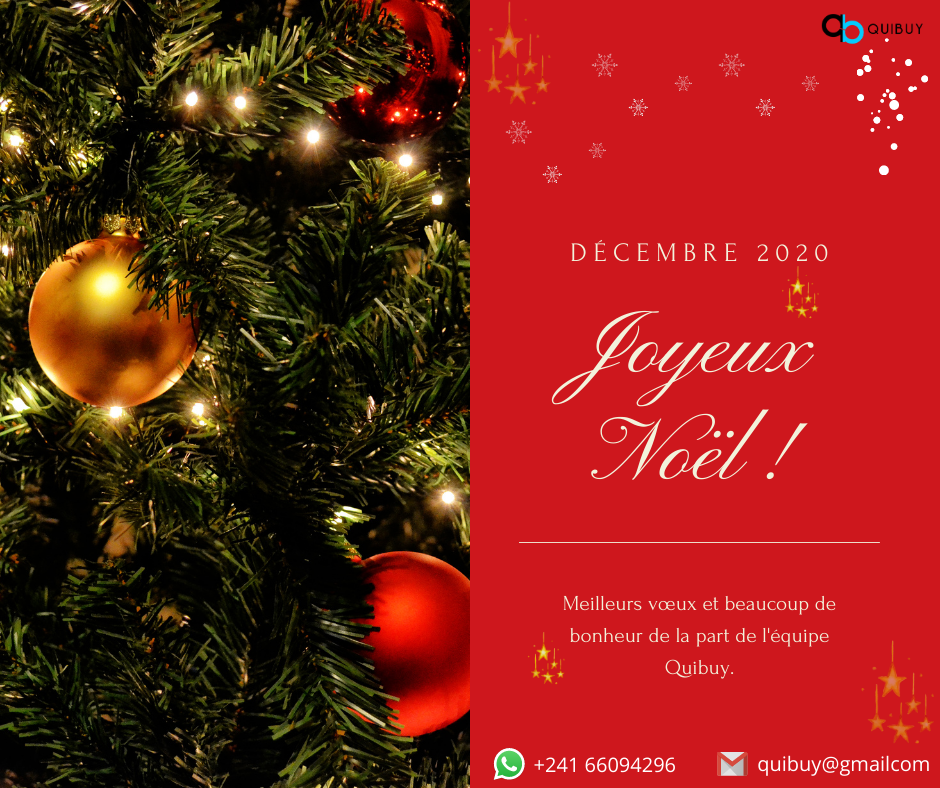 QUIBUY
DÉCEMBRE 2020
Joyeux
Noël !
Meilleurs vœux et beaucoup de
bonheur de la part de l'équipe
Quibuy.
+241 66094296
quibuy@gmailcom